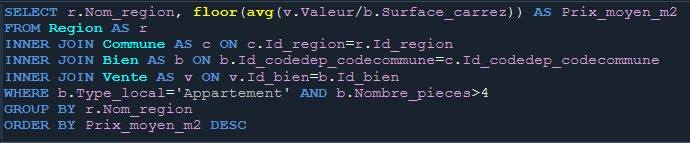 SELECT r.Nom_region, floor(avg(v.Valeur/b.Surface_carrez)) AS Prix_moyen_m2
FROM Region AS r
INNER JOIN Commune AS c ON c.Id_region=r.Id_region
INNER JOIN Bien AS b ON b.Id_codedep_codecommune=c.Id_codedep_codecommune
INNER JOIN Vente AS v ON v.Id_bien=b.Id_bien
WHERE b.Type_local='Appartement' AND b.Nombre_pieces>4
GROUP BY r.Nom_region
ORDER BY Prix_moyen_m2 DESC